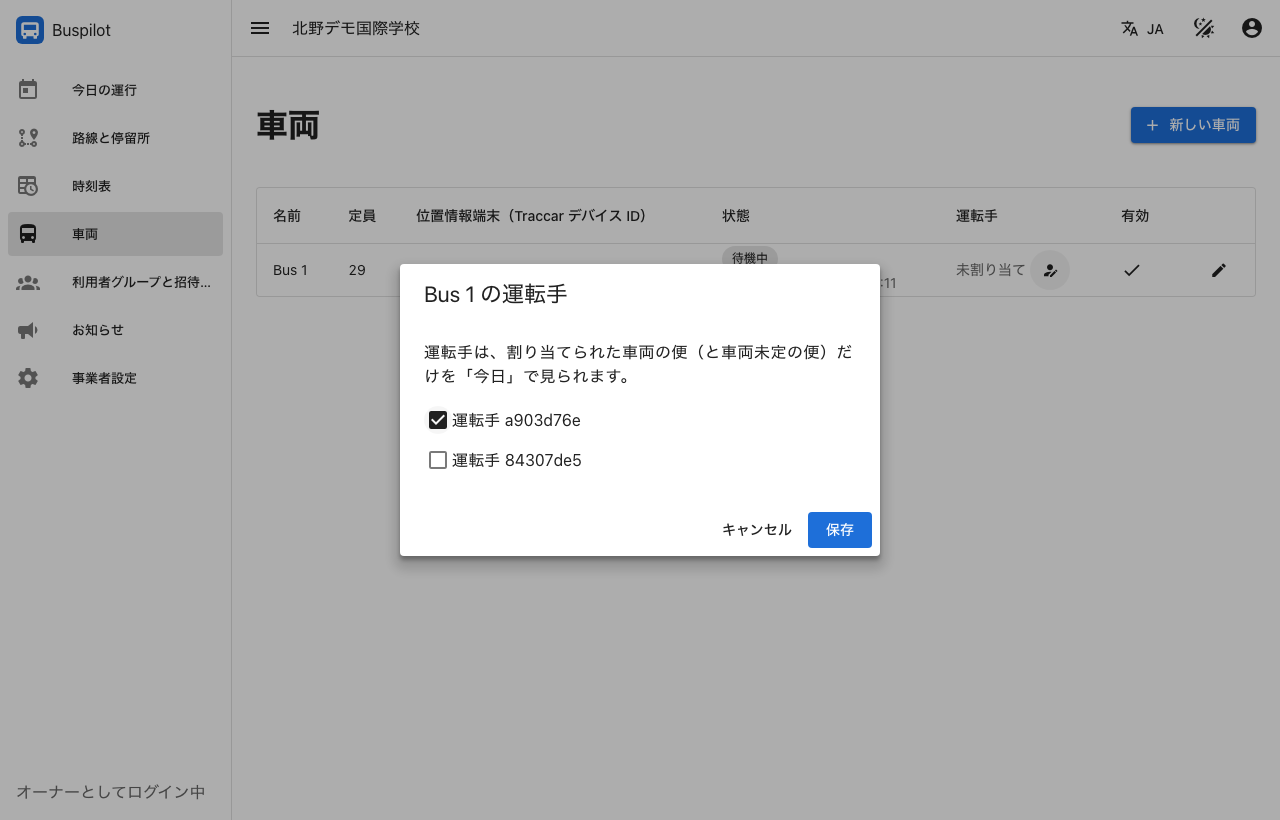 Buspilot
北野デモ国際学校
JA
今日の運行
路線と停留所
時刻表
車両
利用者グループと招待...
お知らせ
事業者設定
オーナーとしてログイン中
車両
+ 新しい車両
名前 定員 位置情報端末（Traccar デバイス ID） 状態 運転手 有効
Bus 1 29 待機中 未割り当て
:11
Bus 1 の運転手
運転手は、割り当てられた車両の便（と車両未定の便）だ
けを「今日」で見られます。
運転手 a903d76e
運転手 84307de5
キャンセル 保存